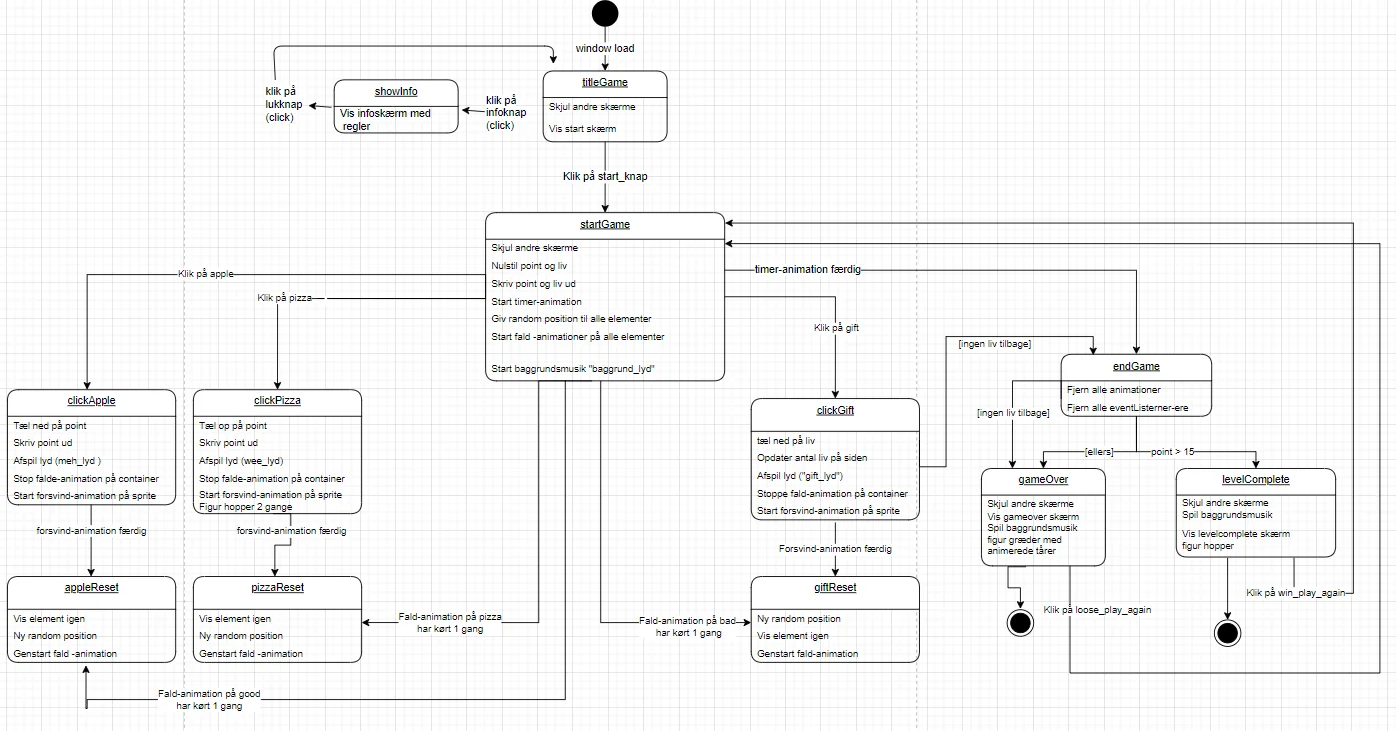 window load
titleGame
Skjul andre skærme
Vis start skærm
klik på
lukknap
(click)
showInfo
Vis infoskærm med
regler
klik på
infoknap
(click)
Klik på start_knap
startGame
Skjul andre skærme
Nulstil point og liv
Skriv point og liv ud
Start timer-animation
Giv random position til alle elementer
Start fald -animationer på alle elementer
Start baggrundsmusik "baggrund_lyd"
Klik på apple
Klik på pizza
timer-animation færdig
Klik på gift
[ingen liv tilbage]
endGame
Fjern alle animationer
Fjern alle eventListerner-ere
[ingen liv tilbage]
[ellers]
point > 15
clickApple
Tæl ned på point
Skriv point ud
Afspil lyd (meh_lyd )
Stop falde-animation på container
Start forsvind-animation på sprite
clickPizza
Tæl op på point
Skriv point ud
Afspil lyd (wee_lyd)
Stop falde-animation på container
Start forsvind-animation på sprite
Figur hopper 2 gange
clickGift
tæl ned på liv
Opdater antal liv på siden
Afspil lyd ("gift_lyd")
Stoppe fald-animation på container
Start forsvind-animation på sprite
gameOver
Skjul andre skærme
Vis gameover skærm
Spil baggrundsmusik
figur græder med
animerede tårer
levelComplete
Skjul andre skærme
Spil baggrundsmusik
Vis levelcomplete skærm
figur hopper
forsvind-animation færdig
forsvind-animation færdig
Forsvind-animation færdig
appleReset
Vis element igen
Ny random position
Genstart fald -animation
pizzaReset
Vis element igen
Ny random position
Genstart fald -animation
Fald-animation på pizza
har kørt 1 gang
Fald-animation på bad
har kørt 1 gang
giftReset
Ny random position
Vis element igen
Genstart fald-animation
Klik på loose_play_again
Klik på win_play_again
Fald-animation på good
har kørt 1 gang